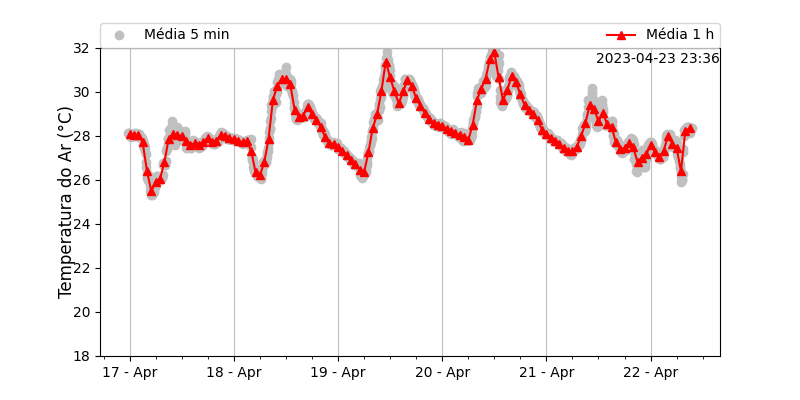 Média 5 min
Média 1 h
2023-04-23 23:36
Temperatura do Ar (°C)
32
30
28
26
24
22
20
18
17 - Apr
18 - Apr
19 - Apr
20 - Apr
21 - Apr
22 - Apr